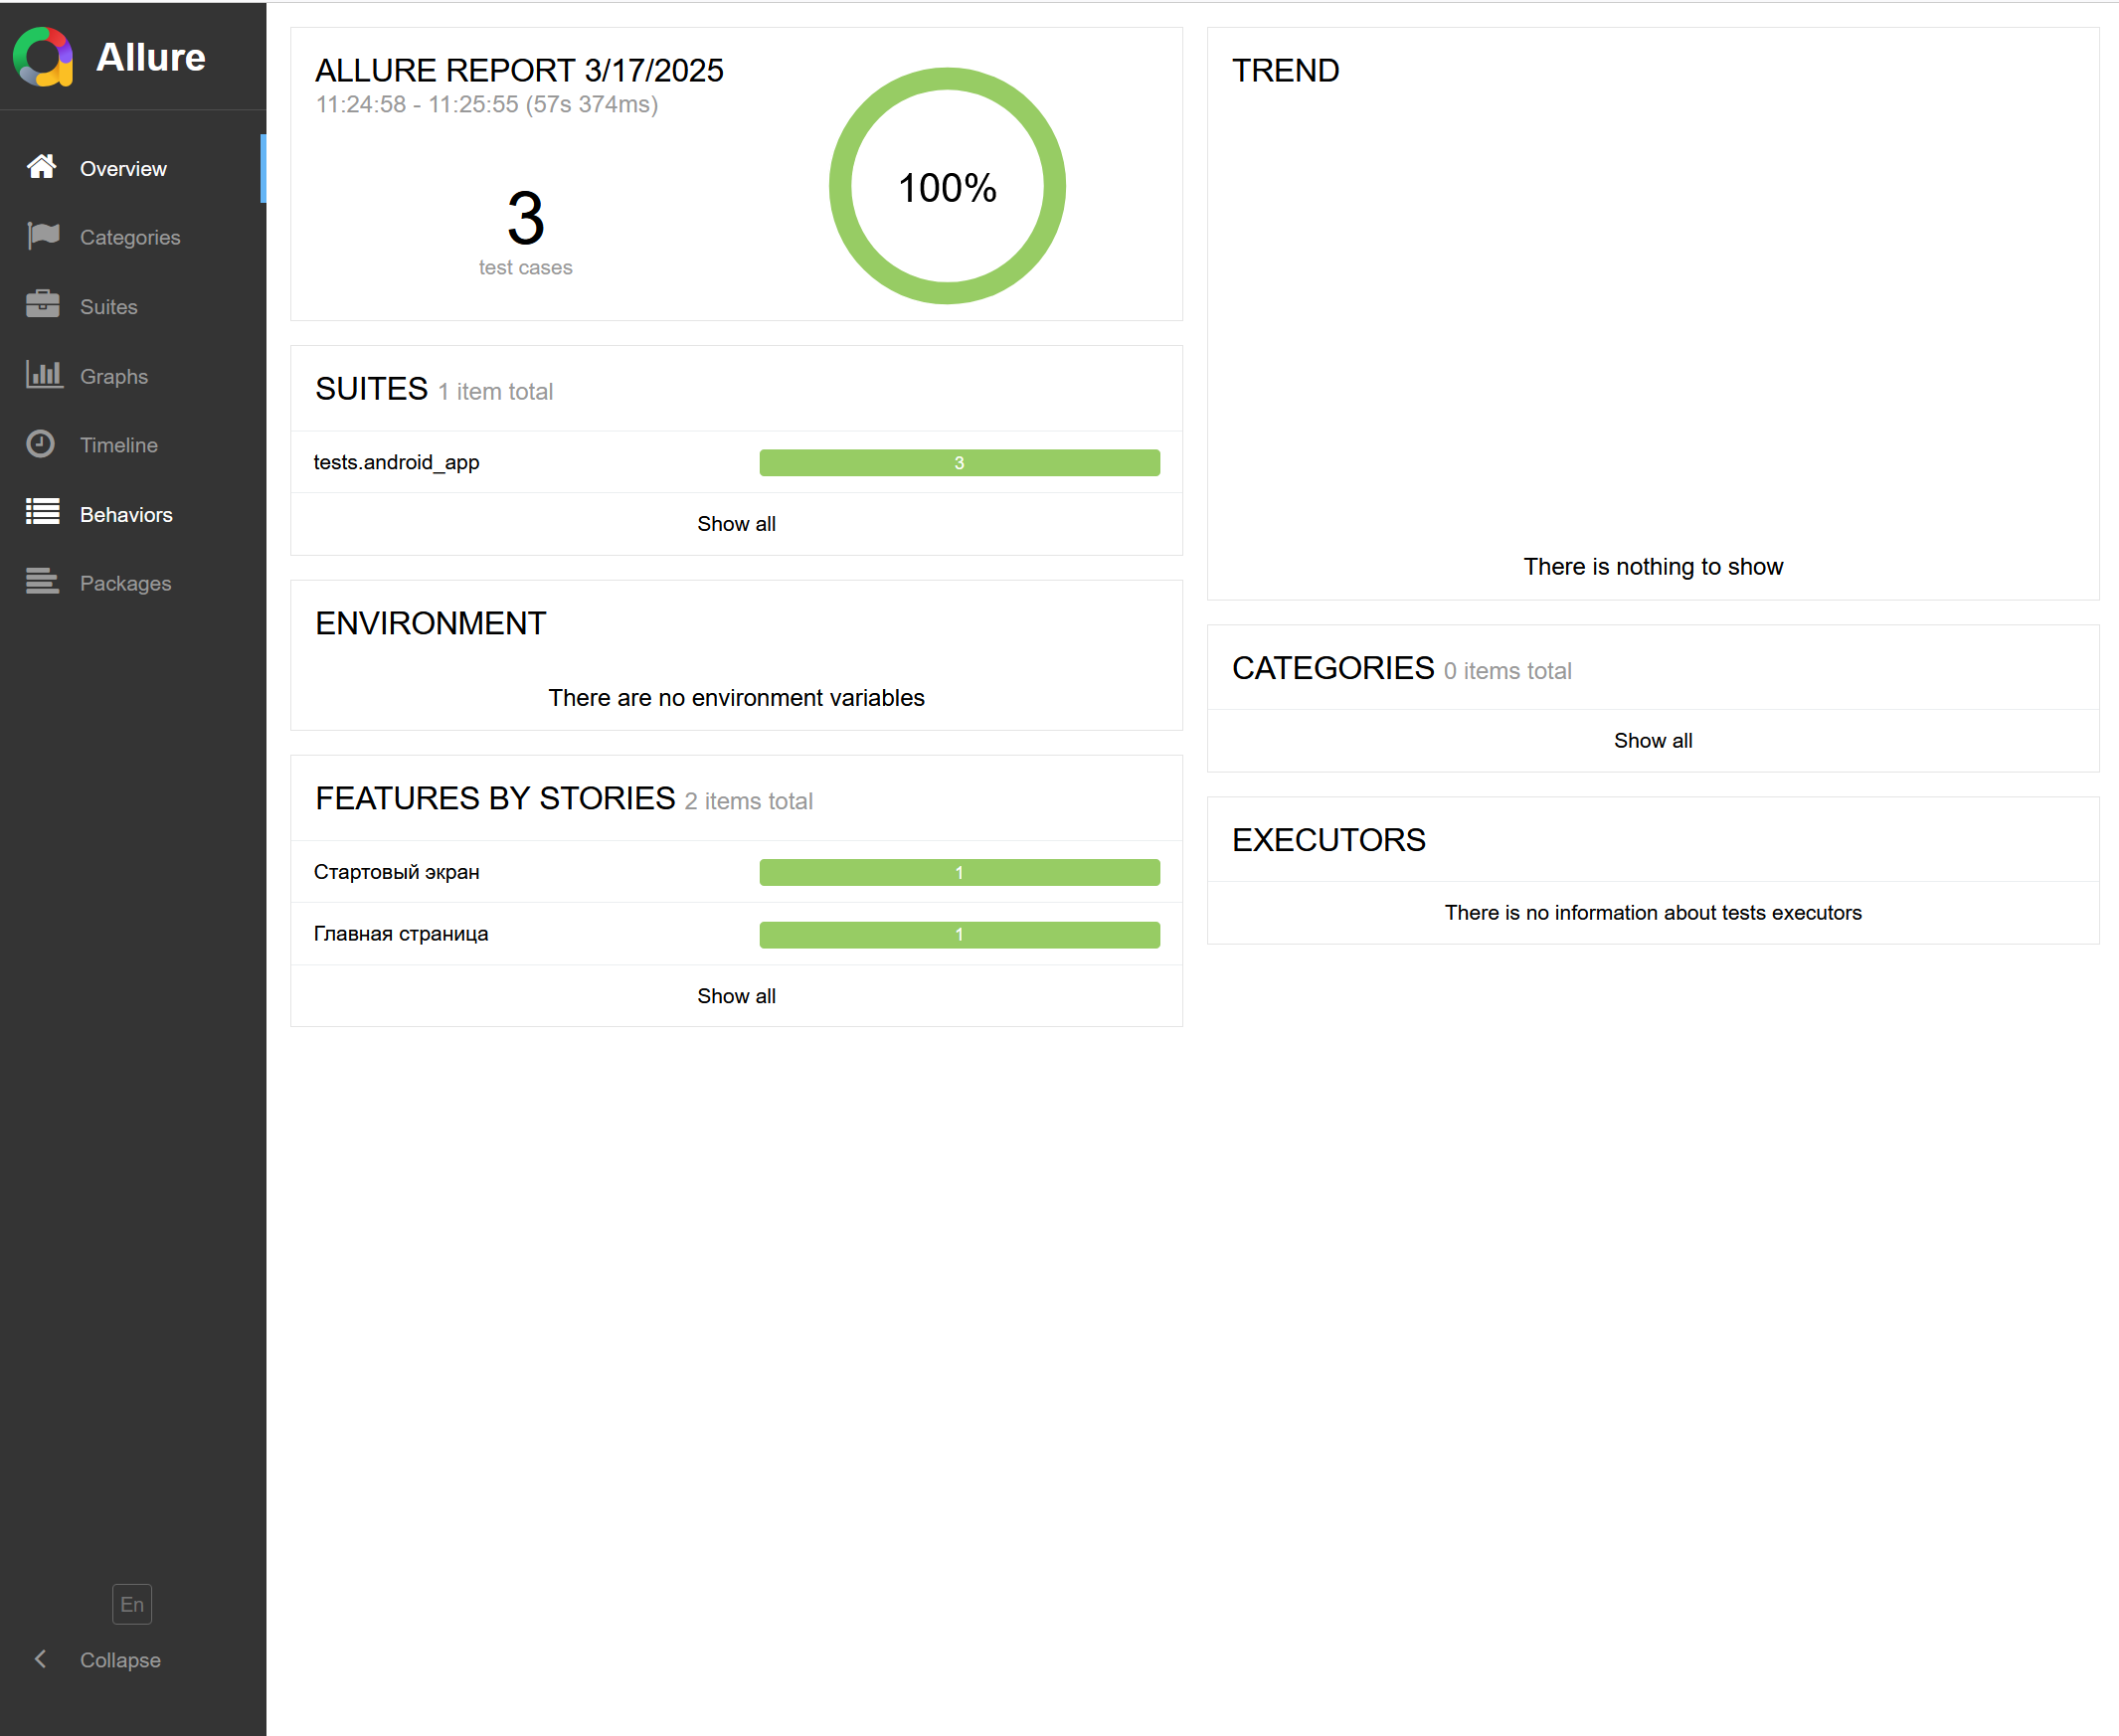 Allure
Overview
Categories
Suites
Graphs
Timeline
Behaviors
Packages
En
Collapse
ALLURE REPORT 3/17/2025
11:24:58 - 11:25:55 (57s 374ms)
3
test cases
100%
SUITES 1 item total
tests.android_app 3
Show all
ENVIRONMENT
There are no environment variables
FEATURES BY STORIES 2 items total
Стартовый экран 1
Главная страница 1
Show all
TREND
There is nothing to show
CATEGORIES 0 items total
Show all
EXECUTORS
There is no information about tests executors